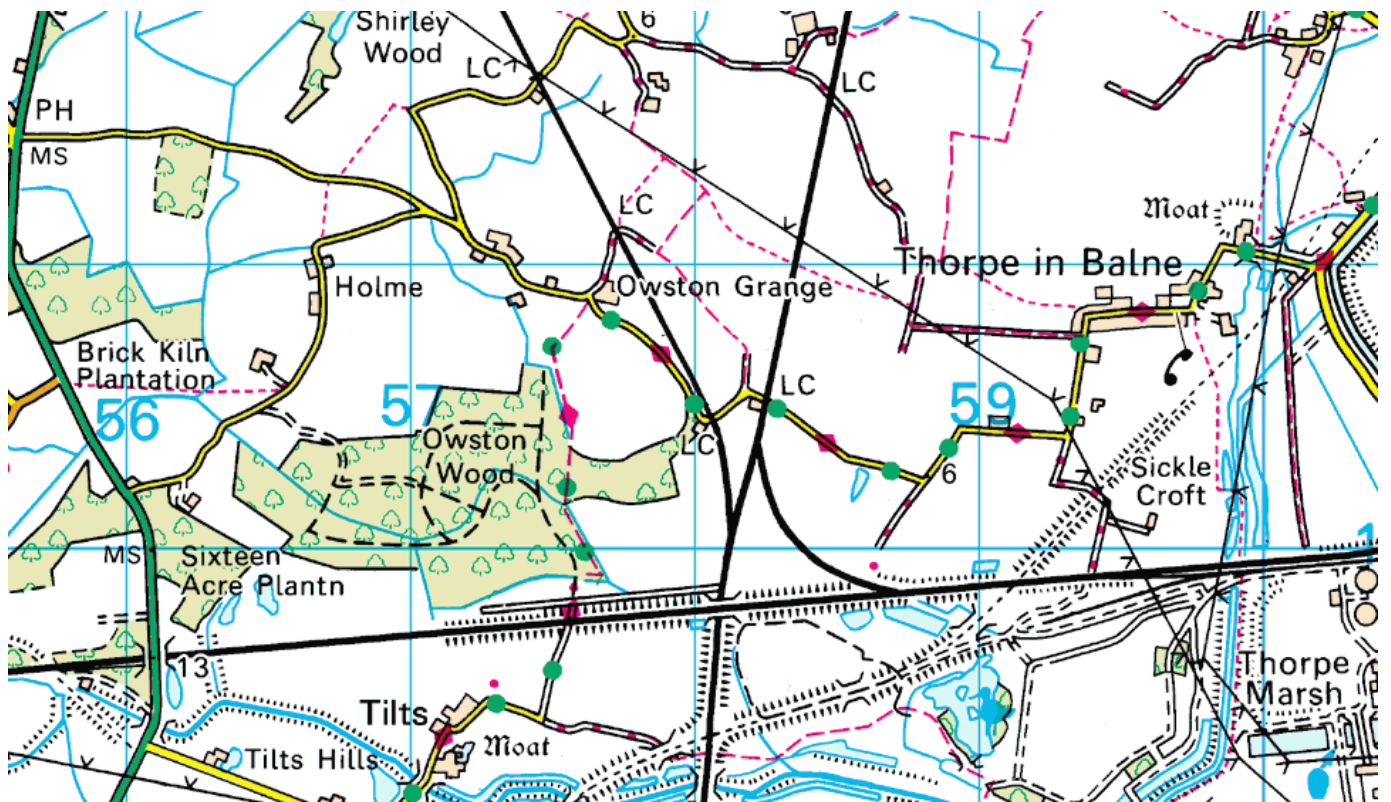 Shirley
Wood
6
LC
LC
PH
MS
LC
Moat
Thorpe in Balne
Holme
Owston Grange
Brick Kiln
Plantation
LC
56
5
59
Owston
Wood
LC
6
Sickle
Croft
MS
Sixteen
Acre Plantn
1
13
Thorpe
Marsh
Tilts
Moat
Tilts Hills